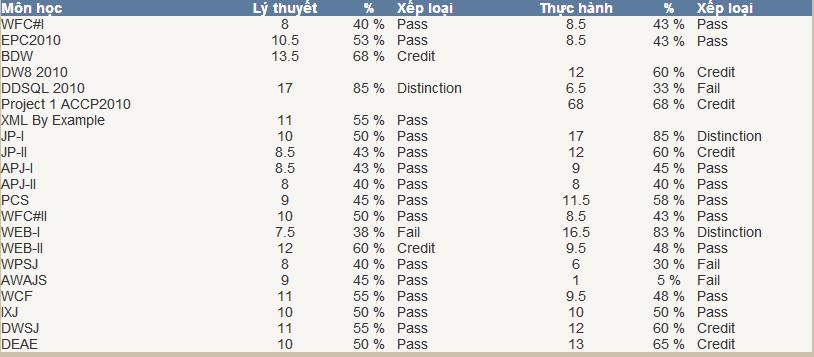 Môn học Lý thuyết % Xếp loại Thực hành % Xếp loại
WFC#I 8 40 % Pass 8.5 43 % Pass
EPC2010 10.5 53 % Pass 8.5 43 % Pass
BDW 13.5 68 % Credit
DW8 2010 12 60 % Credit
DDSQL 2010 17 85 % Distinction 6.5 33 % Fail
Project 1 ACCP2010 68 68 % Credit
XML By Example 11 55 % Pass
JP-I 10 50 % Pass 17 85 % Distinction
JP-II 8.5 43 % Pass 12 60 % Credit
APJ-I 8.5 43 % Pass 9 45 % Pass
APJ-II 8 40 % Pass 8 40 % Pass
PCS 9 45 % Pass 11.5 58 % Pass
WFC#II 10 50 % Pass 8.5 43 % Pass
WEB-I 7.5 38 % Fail 16.5 83 % Distinction
WEB-II 12 60 % Credit 9.5 48 % Pass
WPSJ 8 40 % Pass 6 30 % Fail
AWAJS 9 45 % Pass 1 5 % Fail
WCF 11 55 % Pass 9.5 48 % Pass
IXJ 10 50 % Pass 10 50 % Pass
DWSJ 11 55 % Pass 12 60 % Credit
DEAE 10 50 % Pass 13 65 % Credit